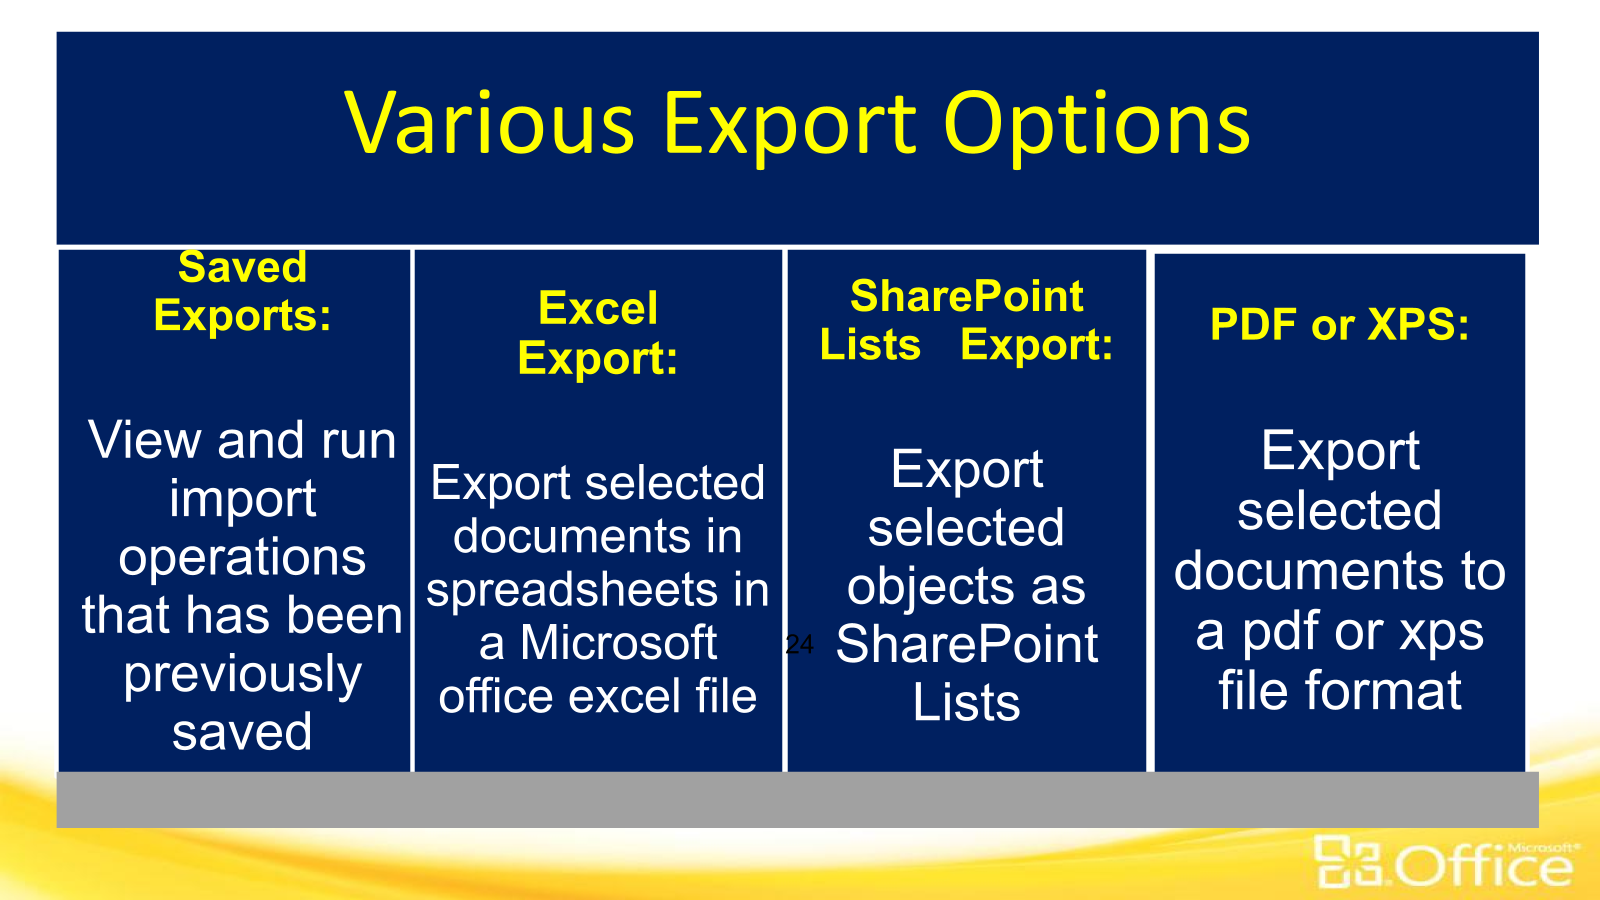 Various Export Options
Saved
Exports:
View and run
import
operations
that has been
previously
saved
Excel
Export:
Export selected
documents in
spreadsheets in
a Microsoft
office excel file
SharePoint
Lists   Export:
Export
selected
objects as
SharePoint
Lists
PDF or XPS:
Export
selected
documents to
a pdf or xps
file format
24
Microsoft®
Office